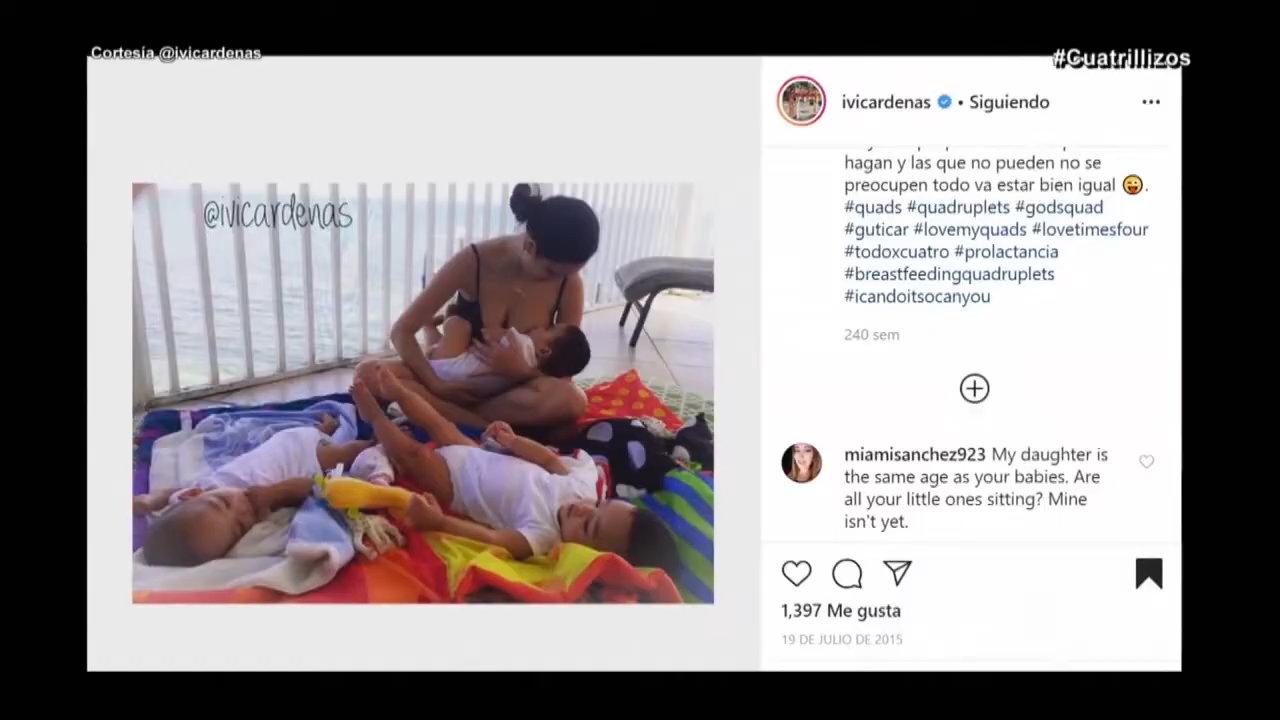 Cortesía @ivicardenas
#Cuatrillizos
@ivicardenas
ivicardenas • Siguiendo
hagan y las que no pueden no se
preocupen todo va estar bien igual 😜.
#quads #quadruplets #godsquad
#guticar #lovemyquads #lovetimesfour
#todoxcuatro #prolactancia
#breastfeedingquadruplets
#icandoitsocanyou
240 sem
miamisanchez923 My daughter is
the same age as your babies. Are
all your little ones sitting? Mine
isn't yet.
1,397 Me gusta
19 DE JULIO DE 2015